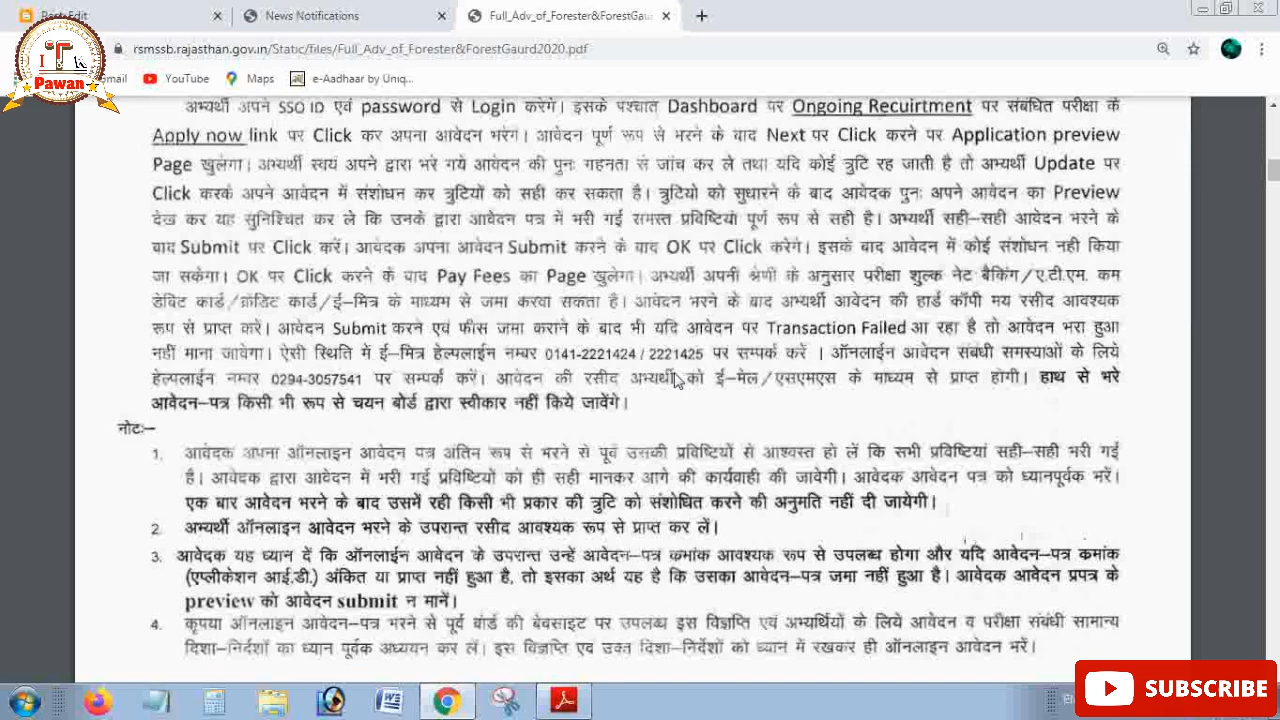 Post-Edit
News Notifications
Full_Adv_of_Forester&ForestGau
rsmssb.rajasthan.gov.in/Static/files/Full_Adv_of_Forester&ForestGaurd2020.pdf
IT
Pawan
mail YouTube Maps e-Aadhaar by Uniq...
अभ्यर्थी अपने SSO ID एवं password से Login करेंगे। इसके पश्चात Dashboard पर Ongoing Recuirtment पर संबंधित परीक्षा के
Apply now link पर Click कर अपना आवेदन भरेंगे। आवेदन पूर्ण रूप से भरने के बाद Next पर Click करने पर Application preview
Page खुलेगा। अभ्यर्थी स्वयं अपने द्वारा भरे गये आवेदन की पुनः गहनता से जांच कर ले तथा यदि कोई त्रुटि रह जाती है तो अभ्यर्थी Update पर
Click करके अपने आवेदन में संशोधन कर त्रुटियों को सही कर सकता है। त्रुटियो को सुधारने के बाद आवेदक पुनः अपने आवेदन का Preview
देख कर यह सुनिश्चित कर ले कि उनके द्वारा आवेदन पत्र में भरी गई समस्त प्रविष्टिया पूर्ण रूप से सही है। अभ्यर्थी सही–सही आवेदन भरने के
बाद Submit पर Click करें। आवेदक अपना आवेदन Submit करने के बाद OK पर Click करेगें। इसके बाद आवेदन में कोई संशोधन नही किया
जा सकेगा। OK पर Click करने के बाद Pay Fees का Page खुलेगा। अभ्यर्थी अपनी श्रेणी के अनुसार परीक्षा शुल्क नेट बैकिंग/ए.टी.एम. कम
डेबिट कार्ड/क्रेडिट कार्ड/ई–मित्र के माध्यम से जमा करवा सकता है। आवेदन भरने के बाद अभ्यर्थी आवेदन की हार्ड कॉपी मय रसीद आवश्यक
रूप से प्राप्त करें। आवेदन Submit करने एवं फीस जमा कराने के बाद भी यदि आवेदन पर Transaction Failed आ रहा है तो आवेदन भरा हुआ
नहीं माना जावेगा। ऐसी स्थिति में ई–मित्र हेल्पलाईन नम्बर 0141-2221424 / 2221425 पर सम्पर्क करें । ऑनलाईन आवेदन संबंधी समस्याओं के लिये
हेल्पलाईन नम्बर 0294-3057541 पर सम्पर्क करें। आवेदन की रसीद अभ्यर्थी को ई–मेल/एसएमएस के माध्यम से प्राप्त होगी। हाथ से भरे
आवेदन–पत्र किसी भी रूप से चयन बोर्ड द्वारा स्वीकार नहीं किये जावेंगे।
नोटः–
1. आवेदक अपना ऑनलाइन आवेदन पत्र अंतिम रूप से भरने से पूर्व उसकी प्रविष्टियों से आश्वस्त हो लें कि सभी प्रविष्टियां सही–सही भरी गई
है। आवेदक द्वारा आवेदन में भरी गई प्रविष्टियों को ही सही मानकर आगे की कार्यवाही की जावेगी। आवेदक आवेदन पत्र को ध्यानपूर्वक भरें।
एक बार आवेदन भरने के बाद उसमें रही किसी भी प्रकार की त्रुटि को संशोधित करने की अनुमति नहीं दी जायेगी।
2. अभ्यर्थी ऑनलाइन आवेदन भरने के उपरान्त रसीद आवश्यक रूप से प्राप्त कर लें।
3. आवेदक यह ध्यान दें कि ऑनलाईन आवेदन के उपरान्त उन्हें आवेदन–पत्र क्रमांक आवश्यक रूप से उपलब्ध होगा और यदि आवेदन–पत्र क्रमांक
(एप्लीकेशन आई.डी.) अंकित या प्राप्त नहीं हुआ है, तो इसका अर्थ यह है कि उसका आवेदन–पत्र जमा नहीं हुआ है। आवेदक आवेदन प्रपत्र के
preview को आवेदन submit न मानें।
4. कृपया ऑनलाइन आवेदन–पत्र भरने से पूर्व बोर्ड की बेवसाइट पर उपलब्ध इस विज्ञप्ति एवं अभ्यर्थियों के लिये आवेदन व परीक्षा संबंधी सामान्य
दिशा–निर्देशों का ध्यान पूर्वक अध्ययन कर लें। इस विज्ञप्ति एवं उक्त दिशा–निर्देशों को ध्यान में रखकर ही ऑनलाईन आवेदन भरें।
SUBSCRIBE